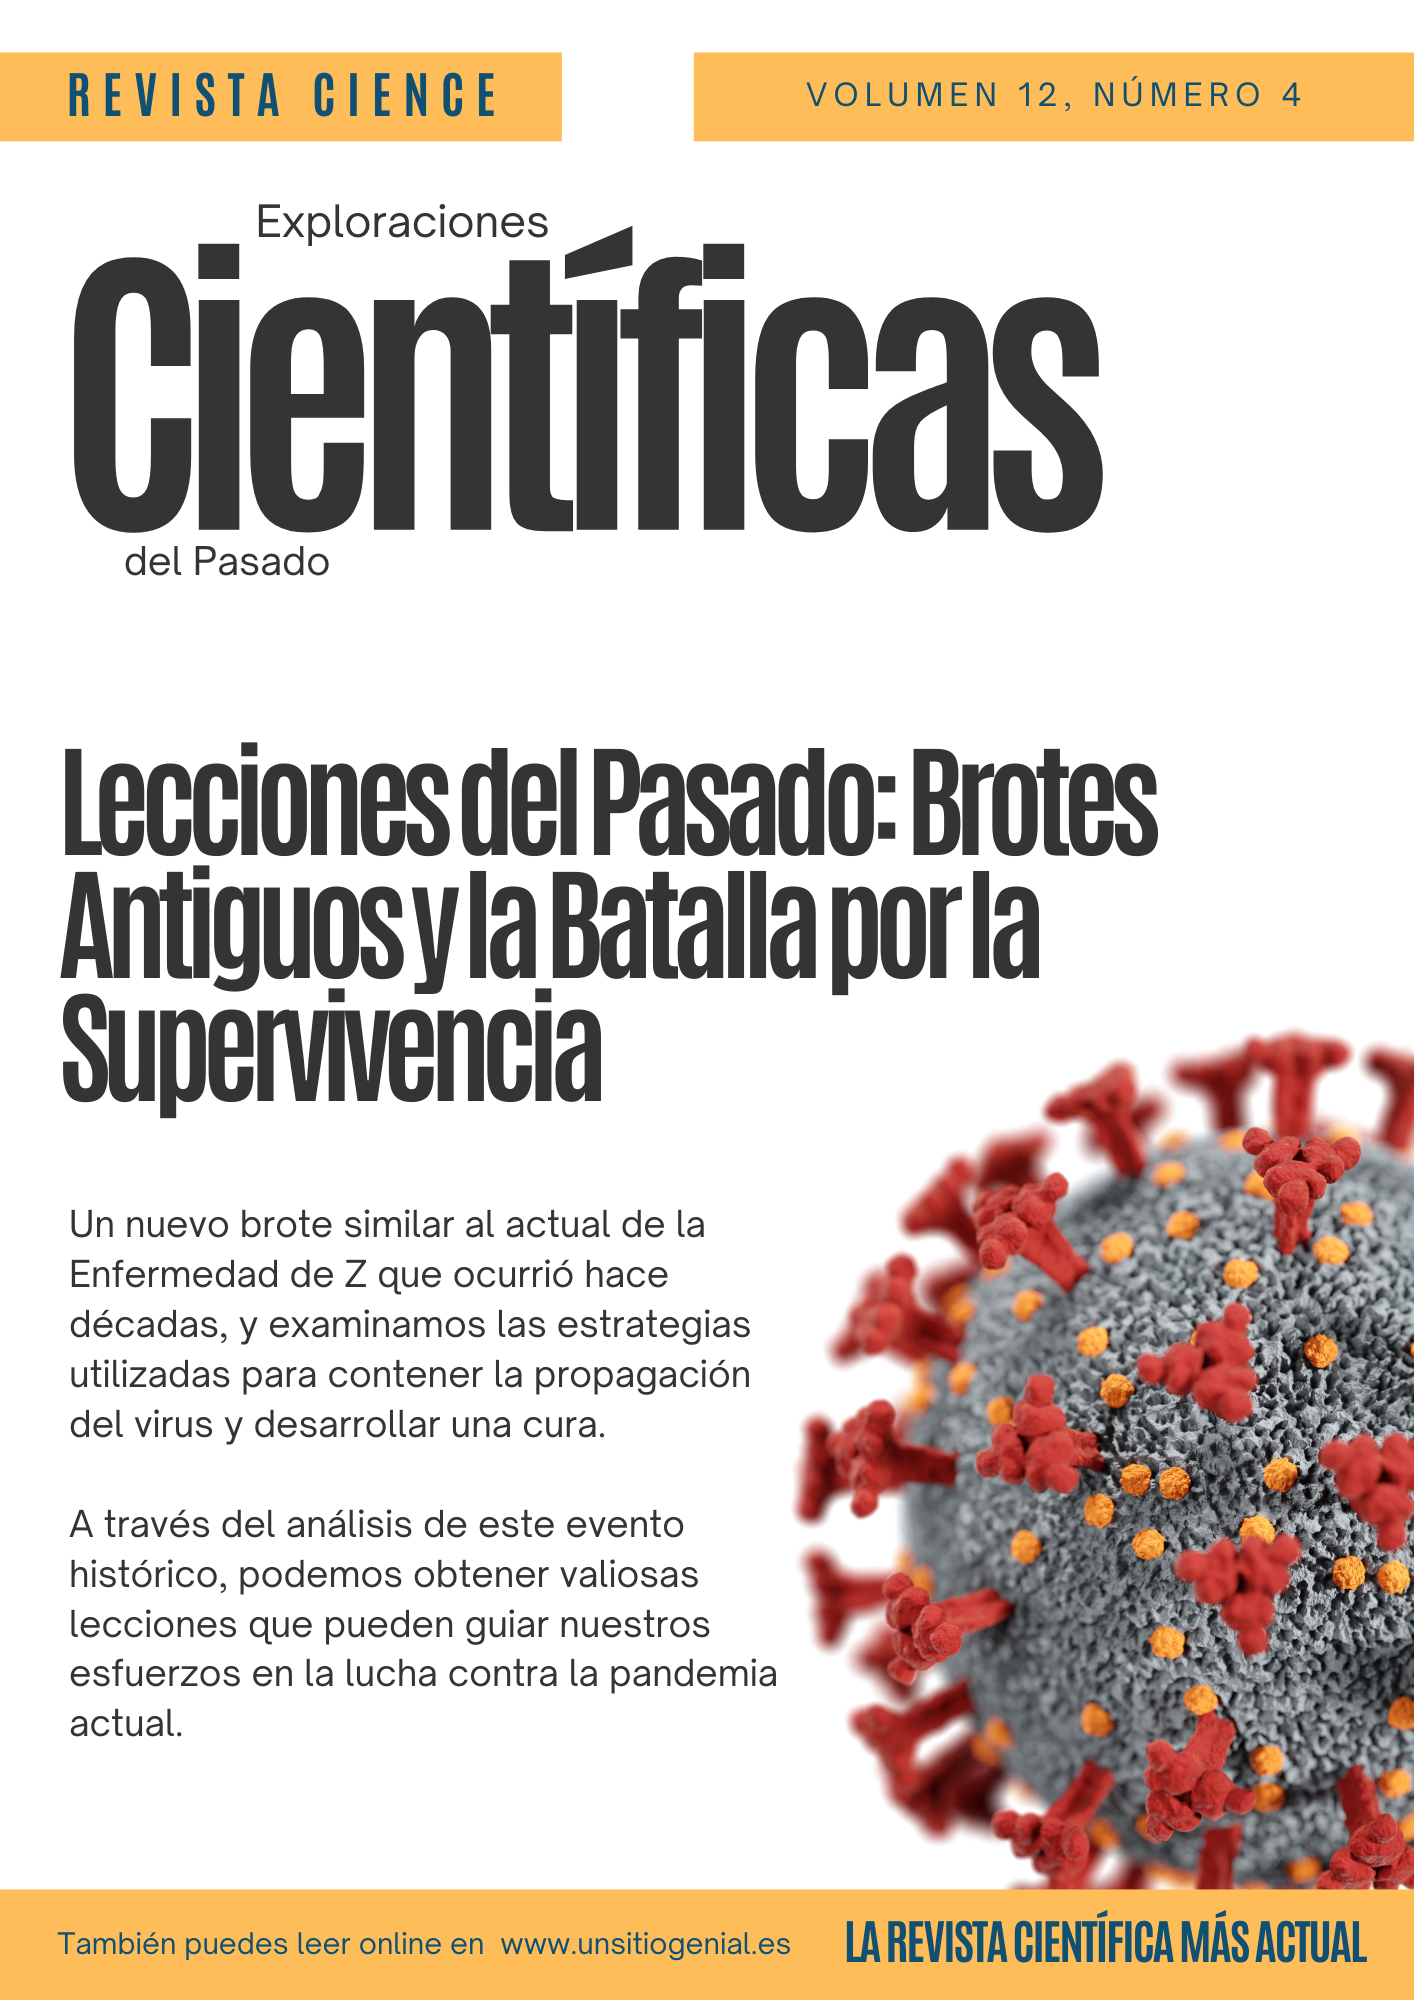 REVISTA CIENCE
VOLUMEN 12, NÚMERO 4
Exploraciones
Científicas
del Pasado
Lecciones del Pasado: Brotes
Antiguos y la Batalla por la
Supervivencia
Un nuevo brote similar al actual de la
Enfermedad de Z que ocurrió hace
décadas, y examinamos las estrategias
utilizadas para contener la propagación
del virus y desarrollar una cura.
A través del análisis de este evento
histórico, podemos obtener valiosas
lecciones que pueden guiar nuestros
esfuerzos en la lucha contra la pandemia
actual.
También puedes leer online en www.unsitiogenial.es
LA REVISTA CIENTÍFICA MÁS ACTUAL